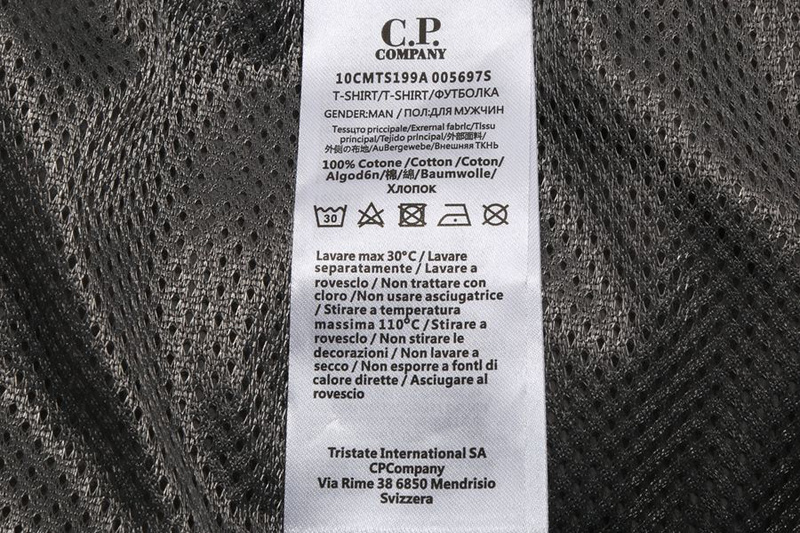 C.P.
COMPANY
10CMTS199A 005697S
T-SHIRT/T-SHIRT/ФУТБОЛКА
GENDER:MAN / ПОЛ:ДЛЯ МУЖЧИН
Tessuto priccipale/Exrernal fabric/Tissu
principal/Tejido principal/外部面料/
外側の布地/AuBergewebe/Внешняя ТКНЬ
100% Cotone /Cotton /Coton/
Algod6n/棉/綿/Baumwolle/
Хлопок
30
Lavare max 30°C / Lavare
separatamente / Lavare a
rovesclo / Non trattare con
cloro /Non usare asciugatrice
/ Stirare a temperatura
massima 110°C / Stirare a
rovesclo / Non stirare le
decorazioni / Non lavare a
secco / Non esporre a fontl di
calore dirette / Asciugare al
rovescio
Tristate International SA
CPCompany
Via Rime 38 6850 Mendrisio
Svizzera